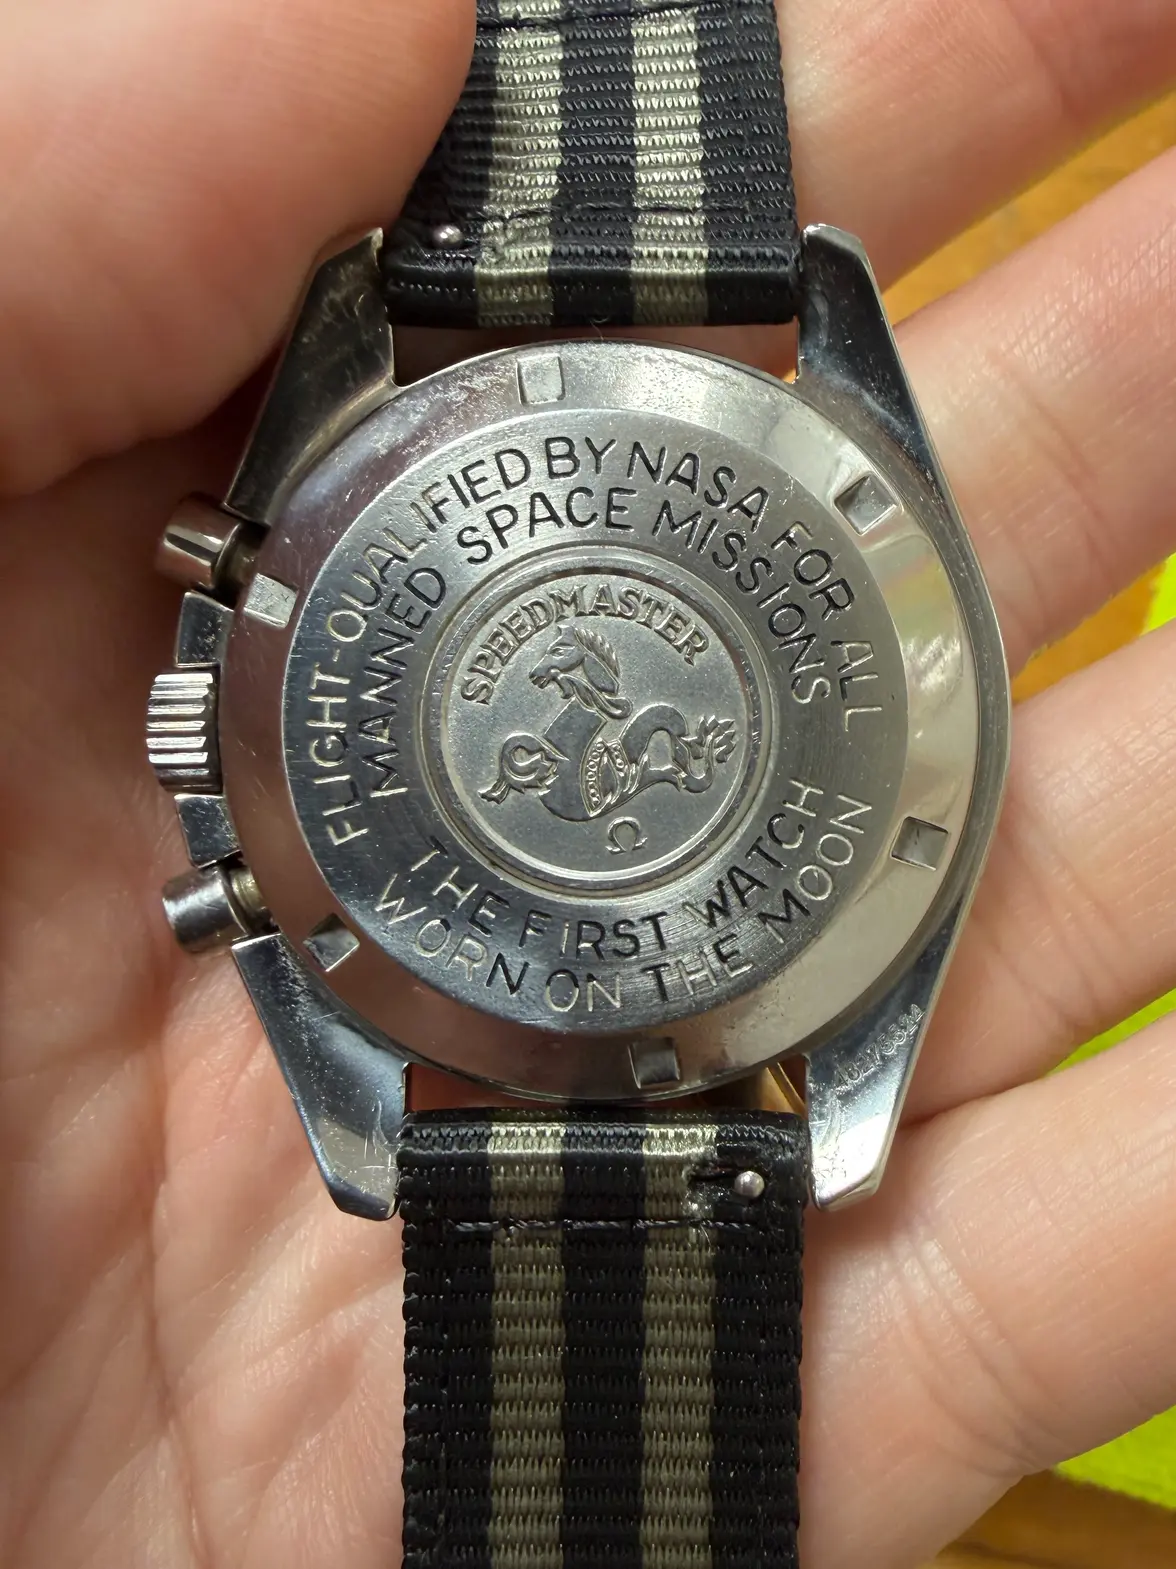 FLIGHT-QUALIFIED BY NASA FOR ALL
MANNED SPACE MISSIONS
SPEEDMASTER
Ω
THE FIRST WATCH
WORN ON THE MOON